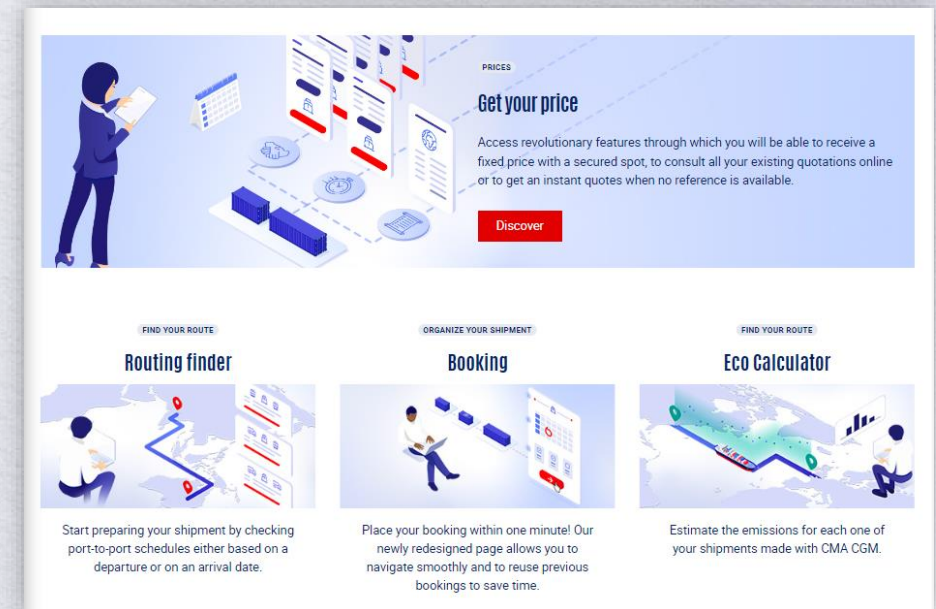 PRICES
Get your price
Access revolutionary features through which you will be able to receive a
fixed price with a secured spot, to consult all your existing quotations online
or to get an instant quotes when no reference is available.
Discover
FIND YOUR ROUTE
Routing finder
Start preparing your shipment by checking
port-to-port schedules either based on a
departure or on an arrival date.
ORGANIZE YOUR SHIPMENT
Booking
Place your booking within one minute! Our
newly redesigned page allows you to
navigate smoothly and to reuse previous
bookings to save time.
FIND YOUR ROUTE
Eco Calculator
Estimate the emissions for each one of
your shipments made with CMA CGM.